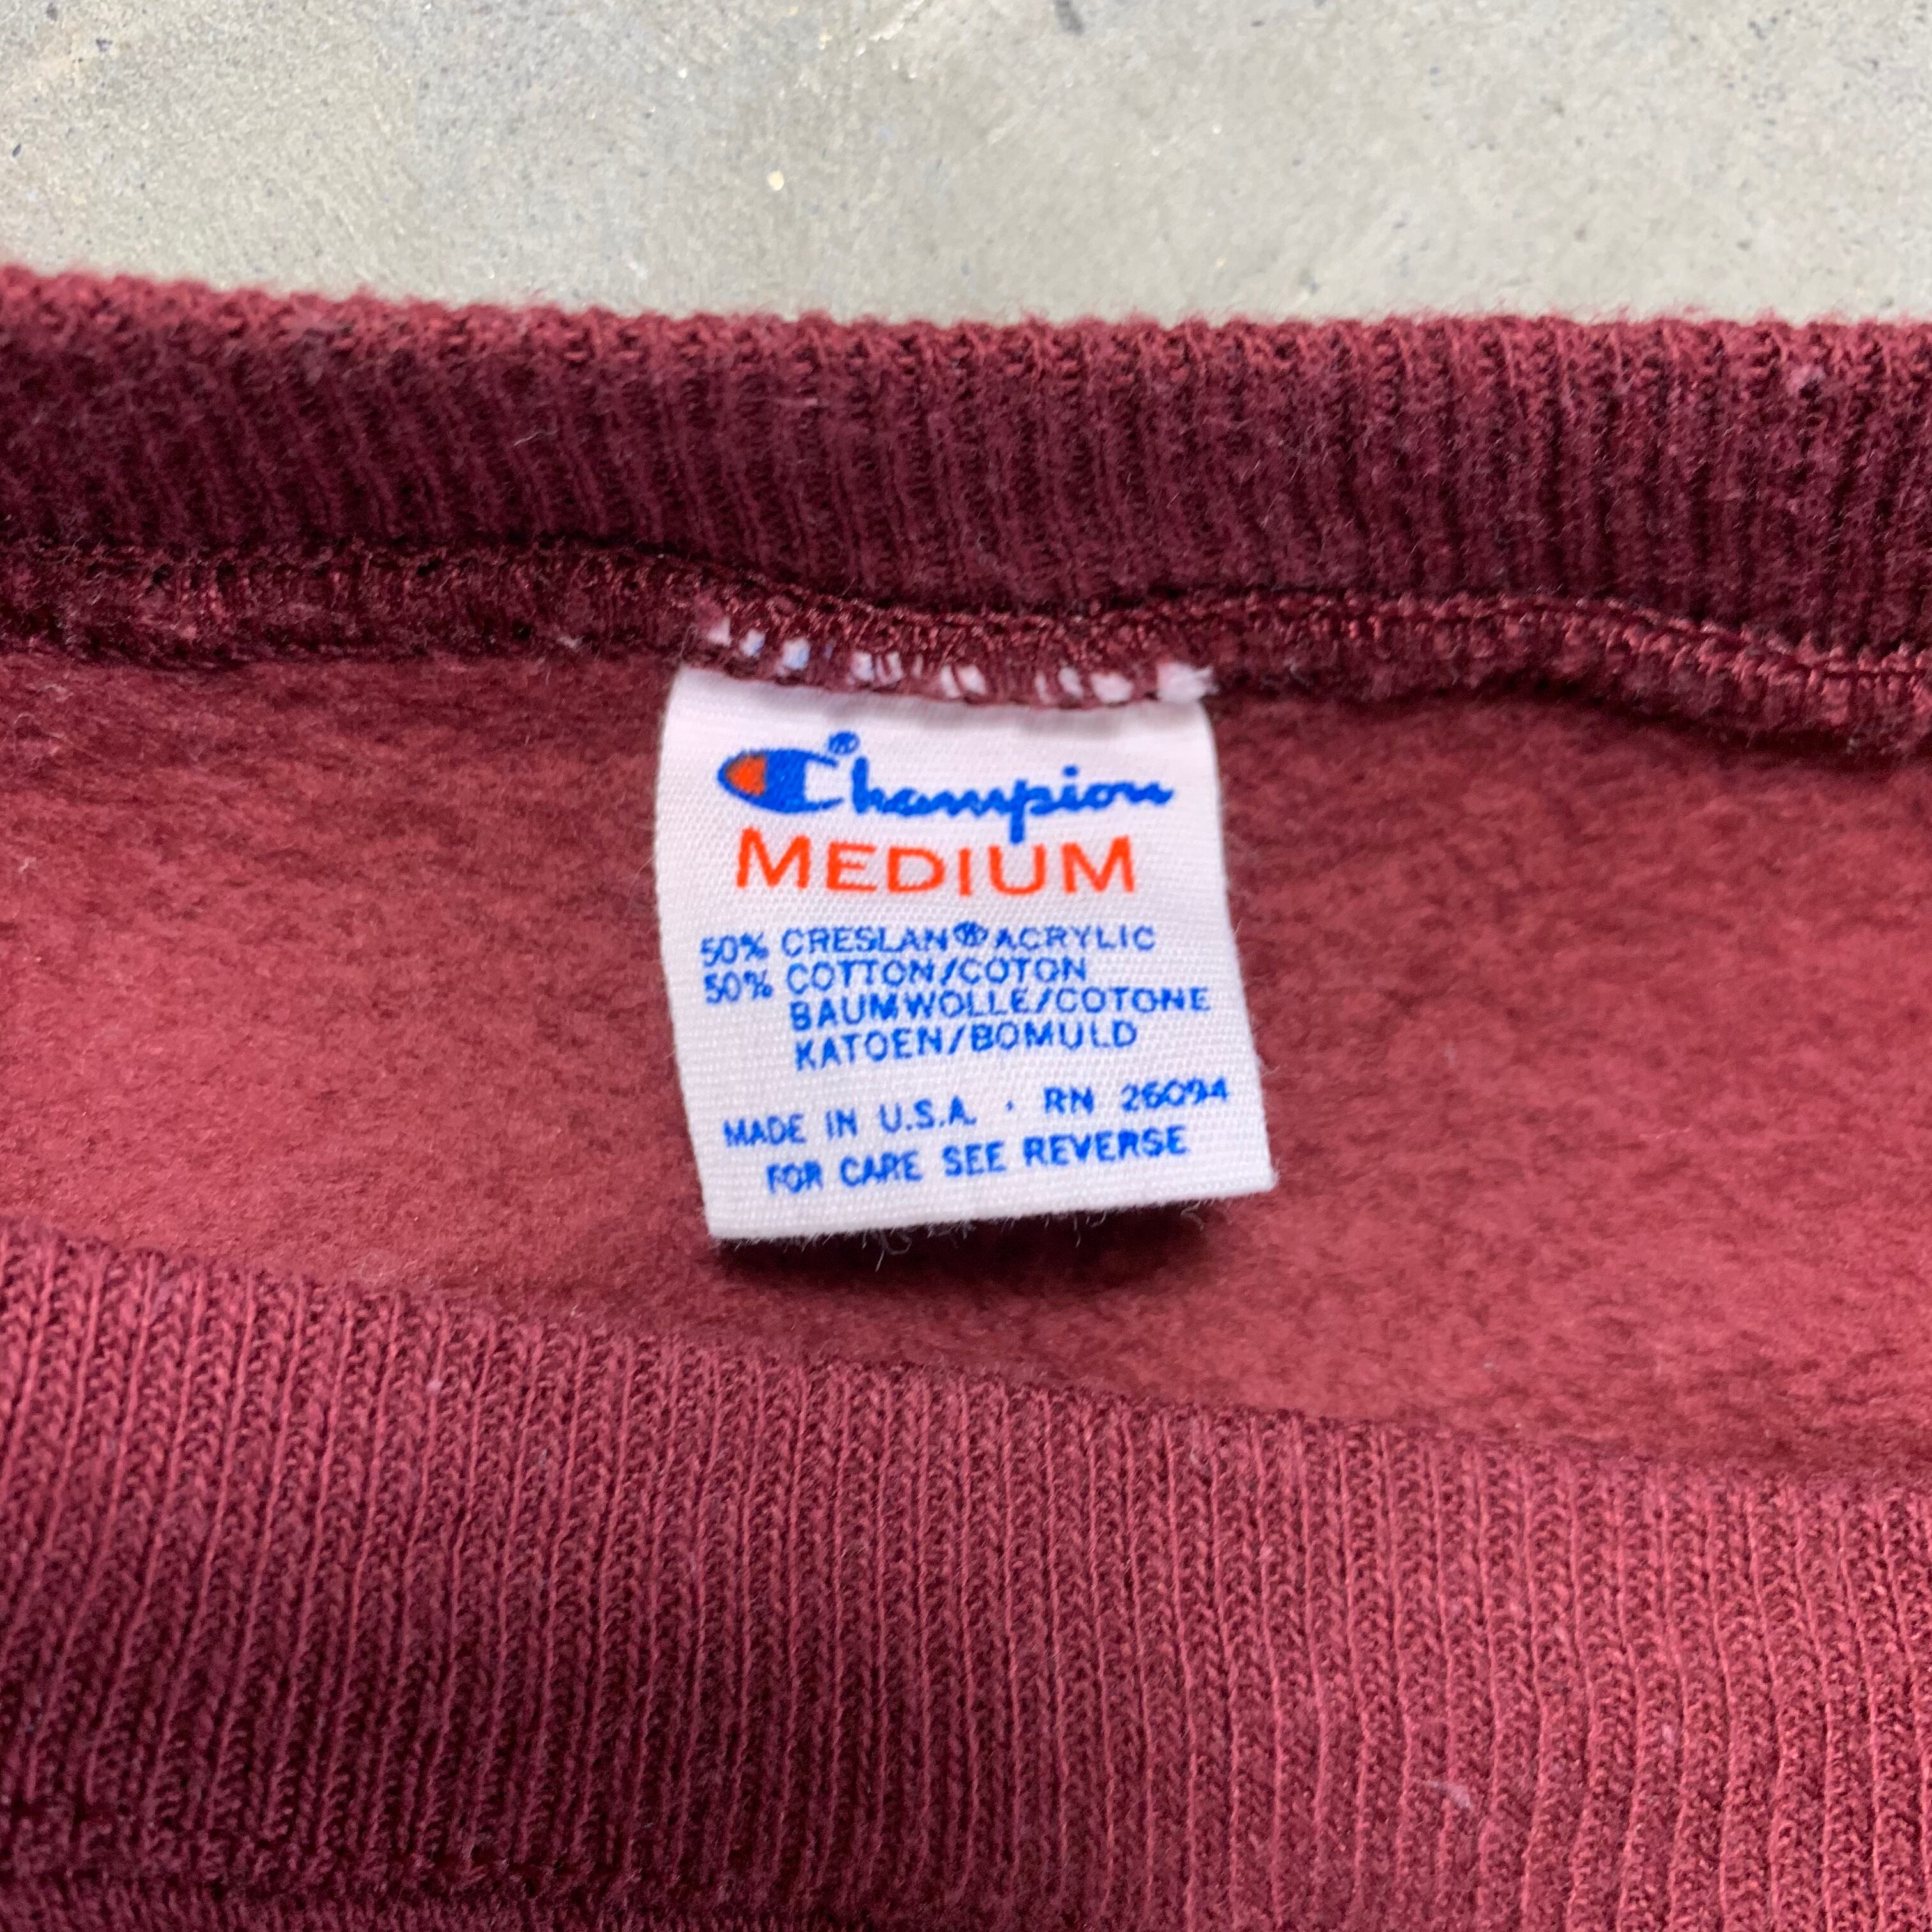 Champion®
MEDIUM
50% CRESLAN® ACRYLIC
50% COTTON/COTON
BAUMWOLLE/COTONE
KATOEN/BOMULD
MADE IN U.S.A. · RN 26094
FOR CARE SEE REVERSE